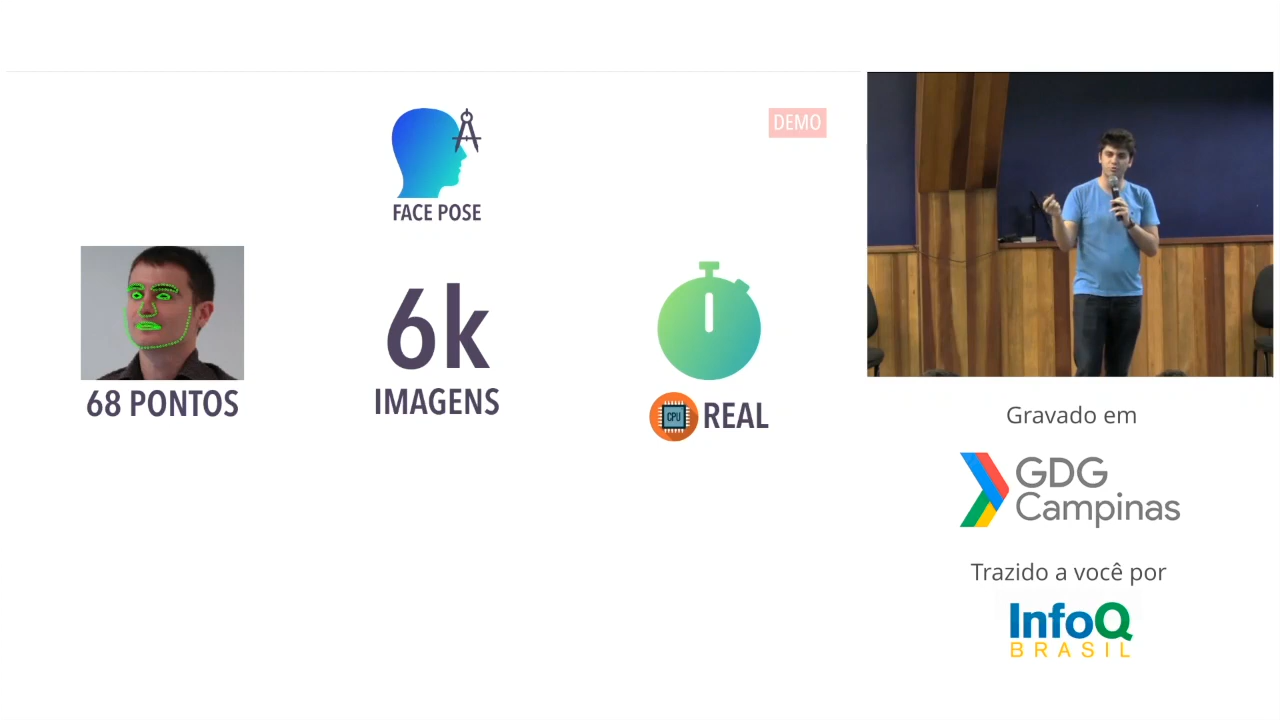 FACE POSE
DEMO
68 PONTOS
6k
IMAGENS
CPU
REAL
Gravado em
GDG
Campinas
Trazido a você por
InfoQ
BRASIL